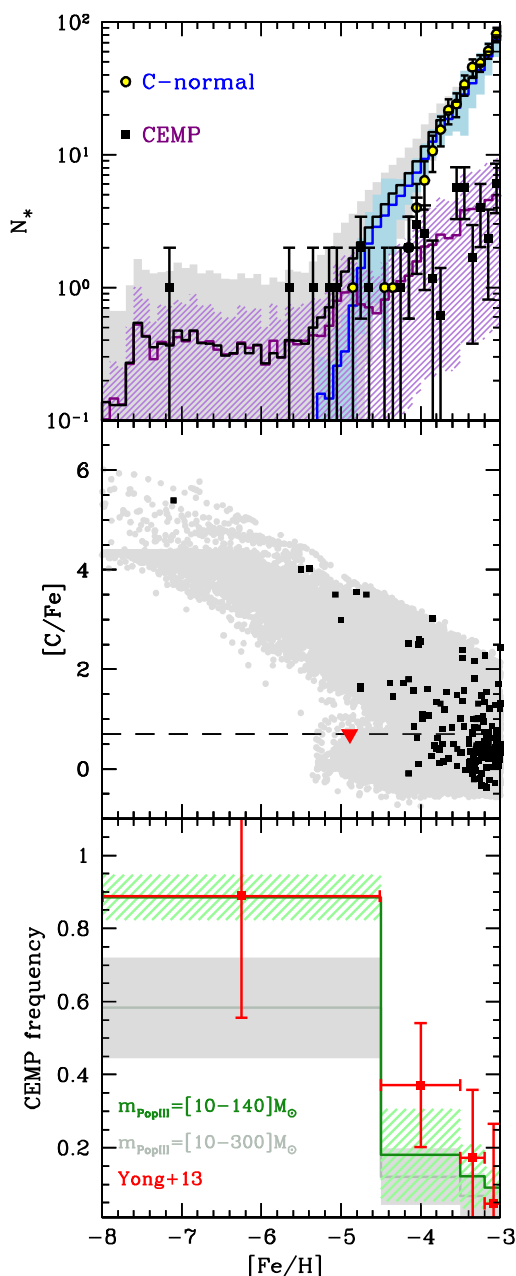 10²
C-normal
CEMP
10¹
N*
10⁰
10⁻¹
6
4
[C/Fe]
2
0
1
0.8
0.6
CEMP frequency
0.4
m_PopIII=[10−140]M⊙
m_PopIII=[10−300]M⊙
0.2
Yong+13
−8 −7 −6 −5 −4 −3
[Fe/H]